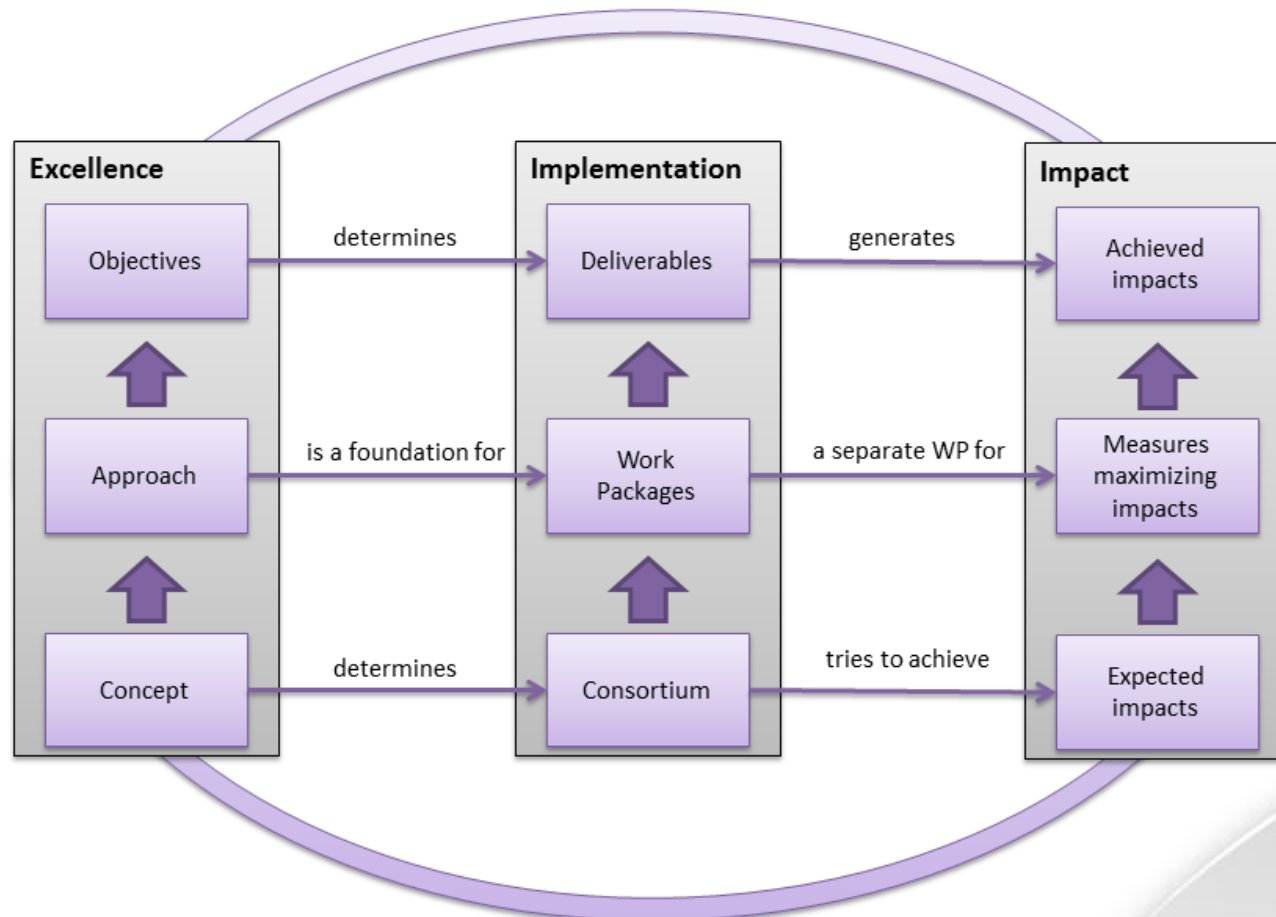 Excellence
Implementation
Impact
Objectives
determines
Deliverables
generates
Achieved
impacts
Approach
is a foundation for
Work
Packages
a separate WP for
Measures
maximizing
impacts
Concept
determines
Consortium
tries to achieve
Expected
impacts